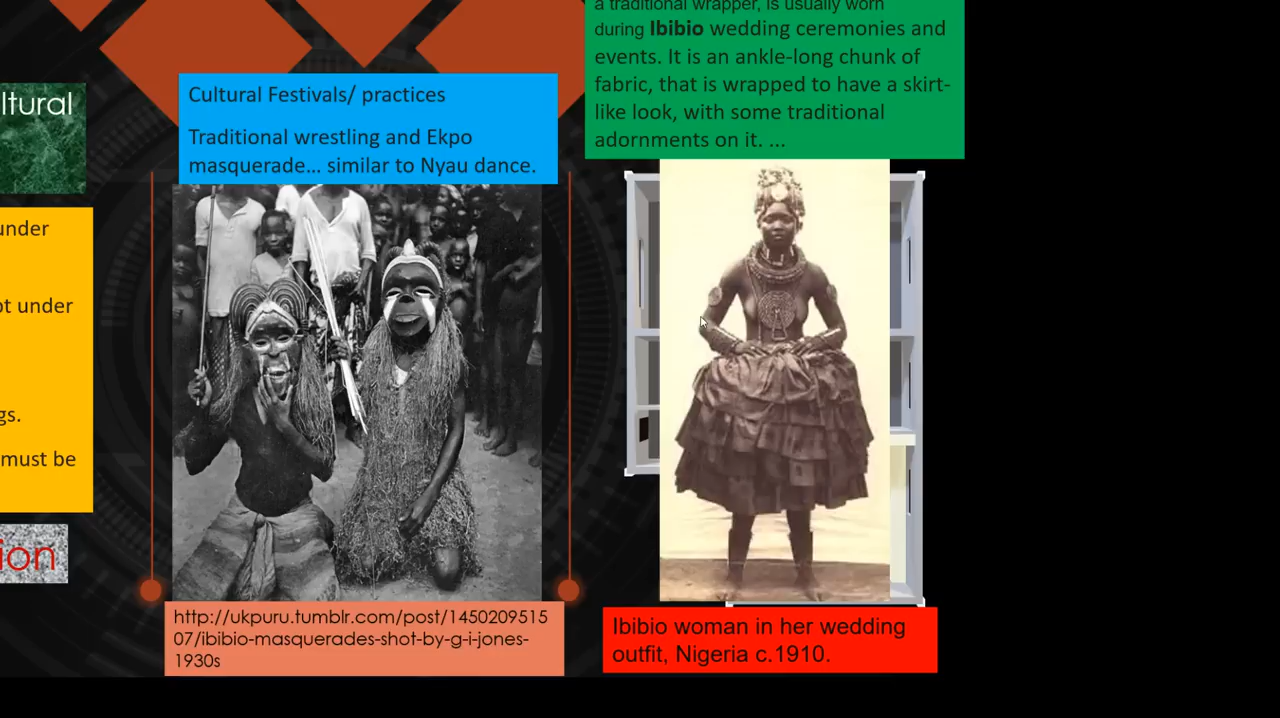 ltural
under
ot under
gs.
must be
ion
Cultural Festivals/ practices
Traditional wrestling and Ekpo
masquerade... similar to Nyau dance.
http://ukpuru.tumblr.com/post/1450209515
07/ibibio-masquerades-shot-by-g-i-jones-
1930s
a traditional wrapper, is usually worn
during Ibibio wedding ceremonies and
events. It is an ankle-long chunk of
fabric, that is wrapped to have a skirt-
like look, with some traditional
adornments on it. ...
Ibibio woman in her wedding
outfit, Nigeria c.1910.